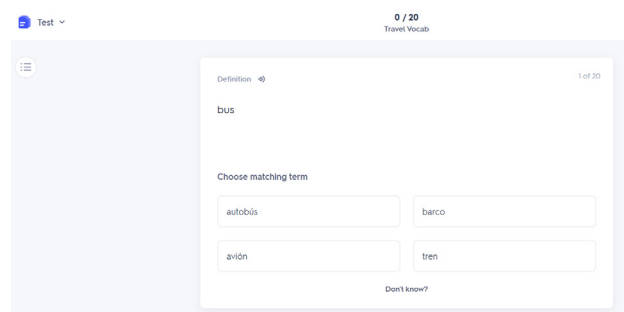 Test
0 / 20
Travel Vocab
Definition
1 of 20
bus
Choose matching term
autobús
barco
avión
tren
Don't know?